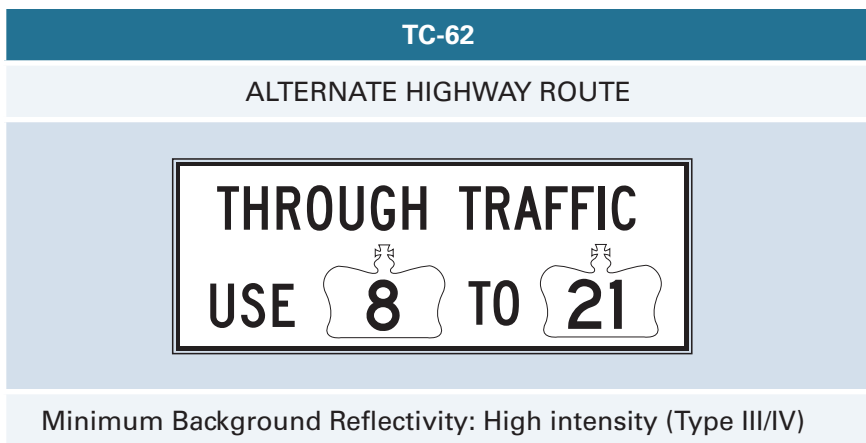 TC-62
ALTERNATE HIGHWAY ROUTE
THROUGH TRAFFIC
USE 8 TO 21
Minimum Background Reflectivity: High intensity (Type III/IV)